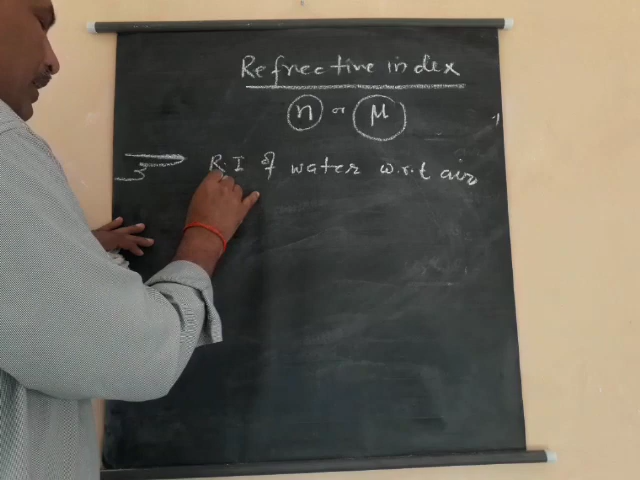 Refrective index
n or μ
R.I of water w.r.t air